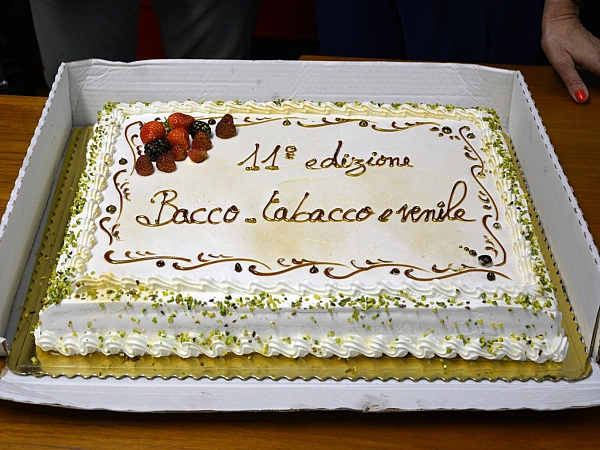 11ª edizione
Bacco tabacco e venile